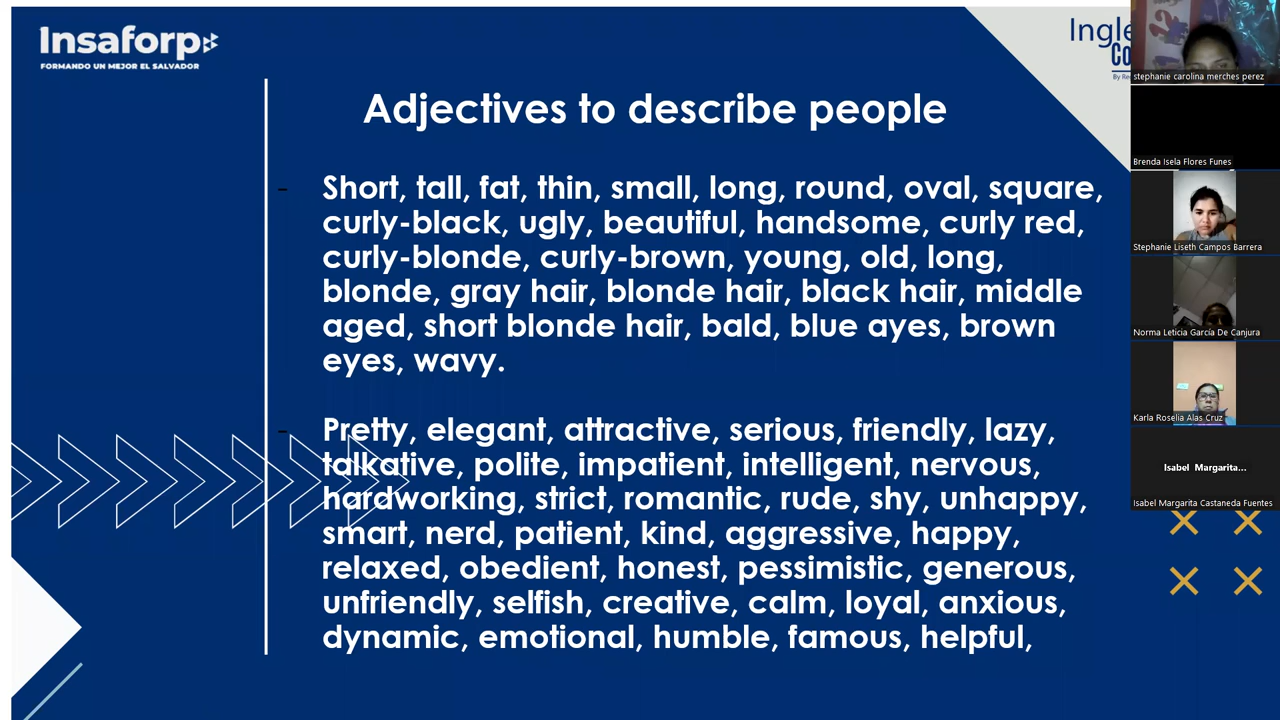 Insaforp
FORMANDO UN MEJOR EL SALVADOR
Adjectives to describe people
- Short, tall, fat, thin, small, long, round, oval, square,
curly-black, ugly, beautiful, handsome, curly red,
curly-blonde, curly-brown, young, old, long,
blonde, gray hair, blonde hair, black hair, middle
aged, short blonde hair, bald, blue ayes, brown
eyes, wavy.
- Pretty, elegant, attractive, serious, friendly, lazy,
talkative, polite, impatient, intelligent, nervous,
hardworking, strict, romantic, rude, shy, unhappy,
smart, nerd, patient, kind, aggressive, happy,
relaxed, obedient, honest, pessimistic, generous,
unfriendly, selfish, creative, calm, loyal, anxious,
dynamic, emotional, humble, famous, helpful,
stephanie carolina merches perez
Brenda Isela Flores Funes
Stephanie Liseth Campos Barrera
Norma Leticia García De Canjura
Karla Roselia Alas Cruz
Isabel Margarita...
Isabel Margarita Castaneda Fuentes